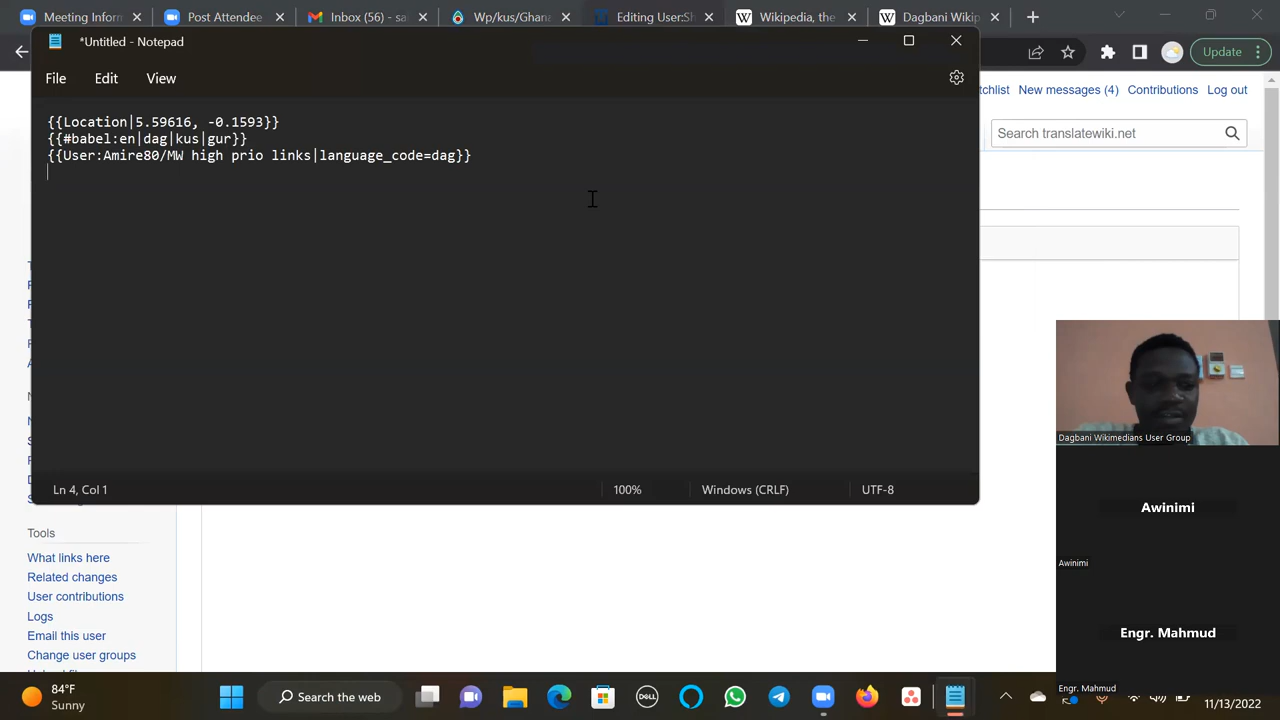 Meeting Inform
Post Attendee
Inbox (56) - sa
Wp/kus/Ghana
Editing User:Sh
Wikipedia, the
Dagbani Wikip
*Untitled - Notepad
Update
File Edit View
Watchlist New messages (4) Contributions Log out
{{Location|5.59616, -0.1593}}
{{#babel:en|dag|kus|gur}}
{{User:Amire80/MW high prio links|language_code=dag}}
Search translatewiki.net
Dagbani Wikimedians User Group
Ln 4, Col 1
100%
Windows (CRLF)
UTF-8
Awinimi
Awinimi
Tools
What links here
Related changes
User contributions
Logs
Email this user
Change user groups
Engr. Mahmud
Engr. Mahmud
84°F
Sunny
Search the web
DELL
11/13/2022